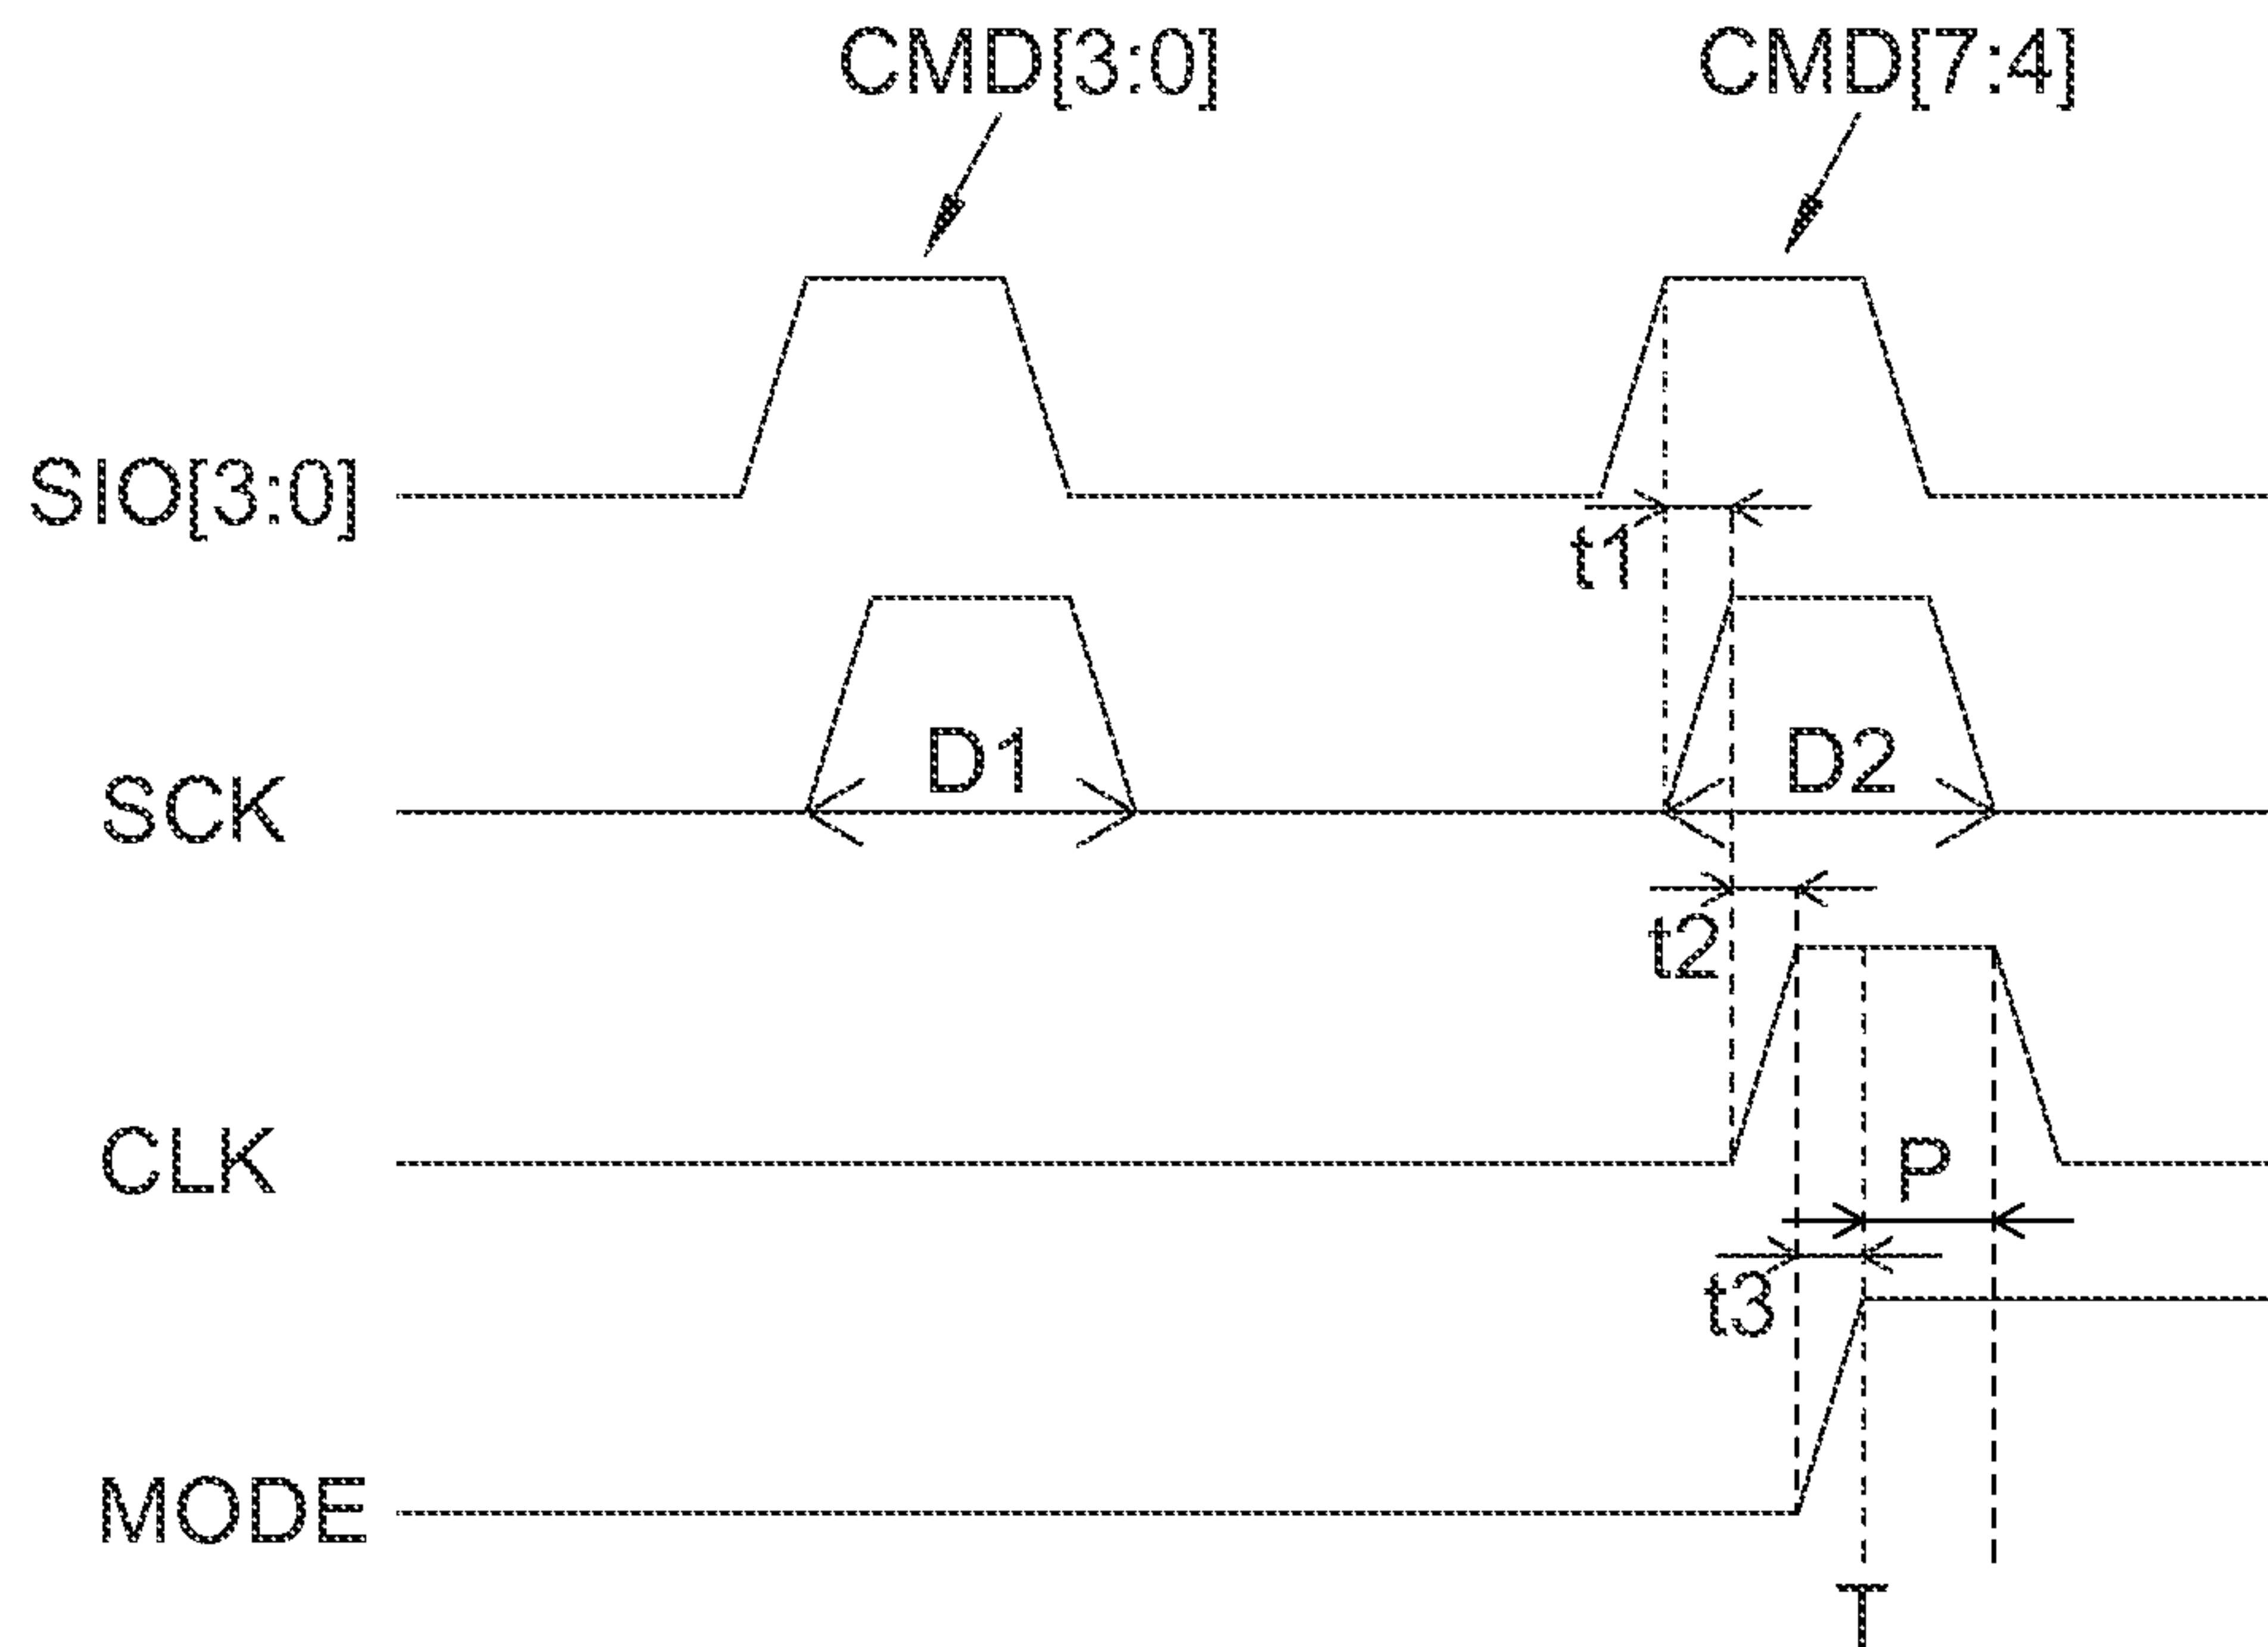 CMD[3:0] CMD[7:4]
SIO[3:0]
t1
SCK D1 D2
t2
CLK P
t3
MODE
T